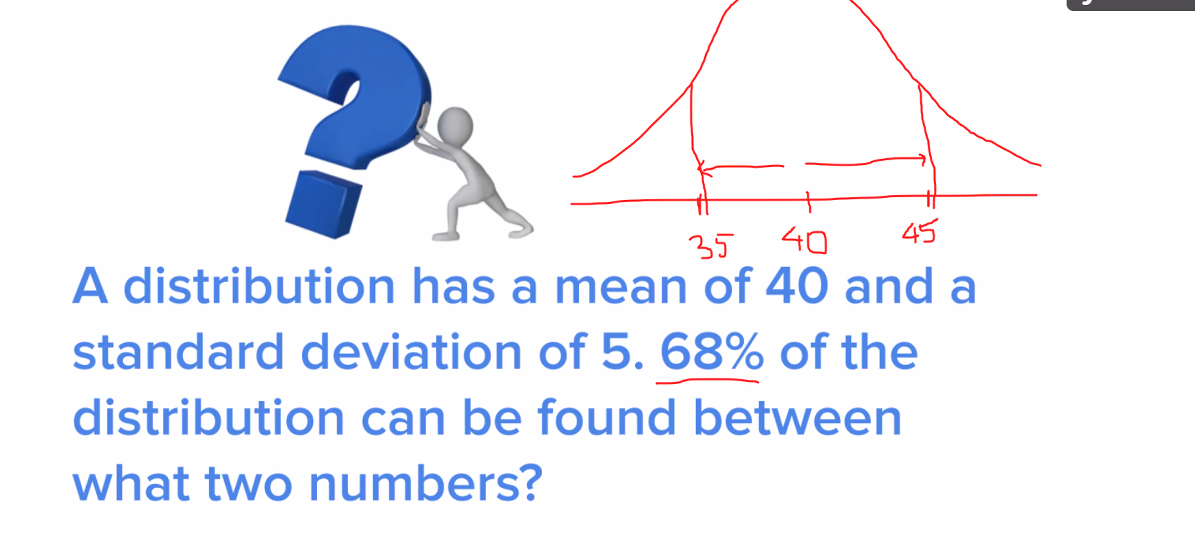 35 40 45
A distribution has a mean of 40 and a
standard deviation of 5. 68% of the
distribution can be found between
what two numbers?